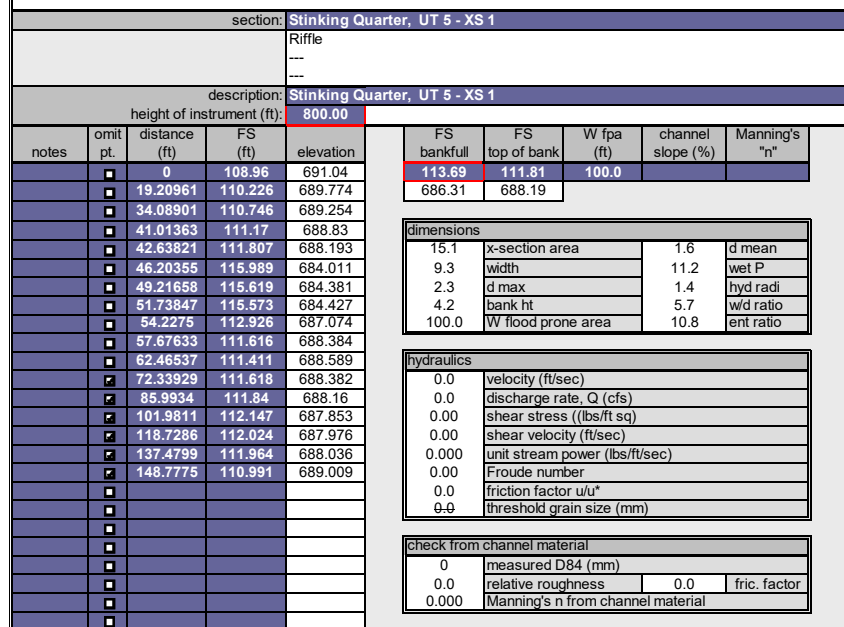 section: Stinking Quarter, UT 5 - XS 1
Riffle
---
---
description: Stinking Quarter, UT 5 - XS 1
height of instrument (ft): 800.00
omit distance FS FS FS W fpa channel Manning's
notes pt. (ft) (ft) elevation bankfull top of bank (ft) slope (%) "n"
0 108.96 691.04 113.69 111.81 100.0
19.20961 110.226 689.774 686.31 688.19
34.08901 110.746 689.254
41.01363 111.17 688.83 dimensions
42.63821 111.807 688.193 15.1 x-section area 1.6 d mean
46.20355 115.989 684.011 9.3 width 11.2 wet P
49.21658 115.619 684.381 2.3 d max 1.4 hyd radi
51.73847 115.573 684.427 4.2 bank ht 5.7 w/d ratio
54.2275 112.926 687.074 100.0 W flood prone area 10.8 ent ratio
57.67633 111.616 688.384
62.46537 111.411 688.589 hydraulics
72.33929 111.618 688.382 0.0 velocity (ft/sec)
85.9934 111.84 688.16 0.0 discharge rate, Q (cfs)
101.9811 112.147 687.853 0.00 shear stress ((lbs/ft sq)
118.7286 112.024 687.976 0.00 shear velocity (ft/sec)
137.4799 111.964 688.036 0.000 unit stream power (lbs/ft/sec)
148.7775 110.991 689.009 0.00 Froude number
0.0 friction factor u/u*
0.0 threshold grain size (mm)
check from channel material
0 measured D84 (mm)
0.0 relative roughness 0.0 fric. factor
0.000 Manning's n from channel material